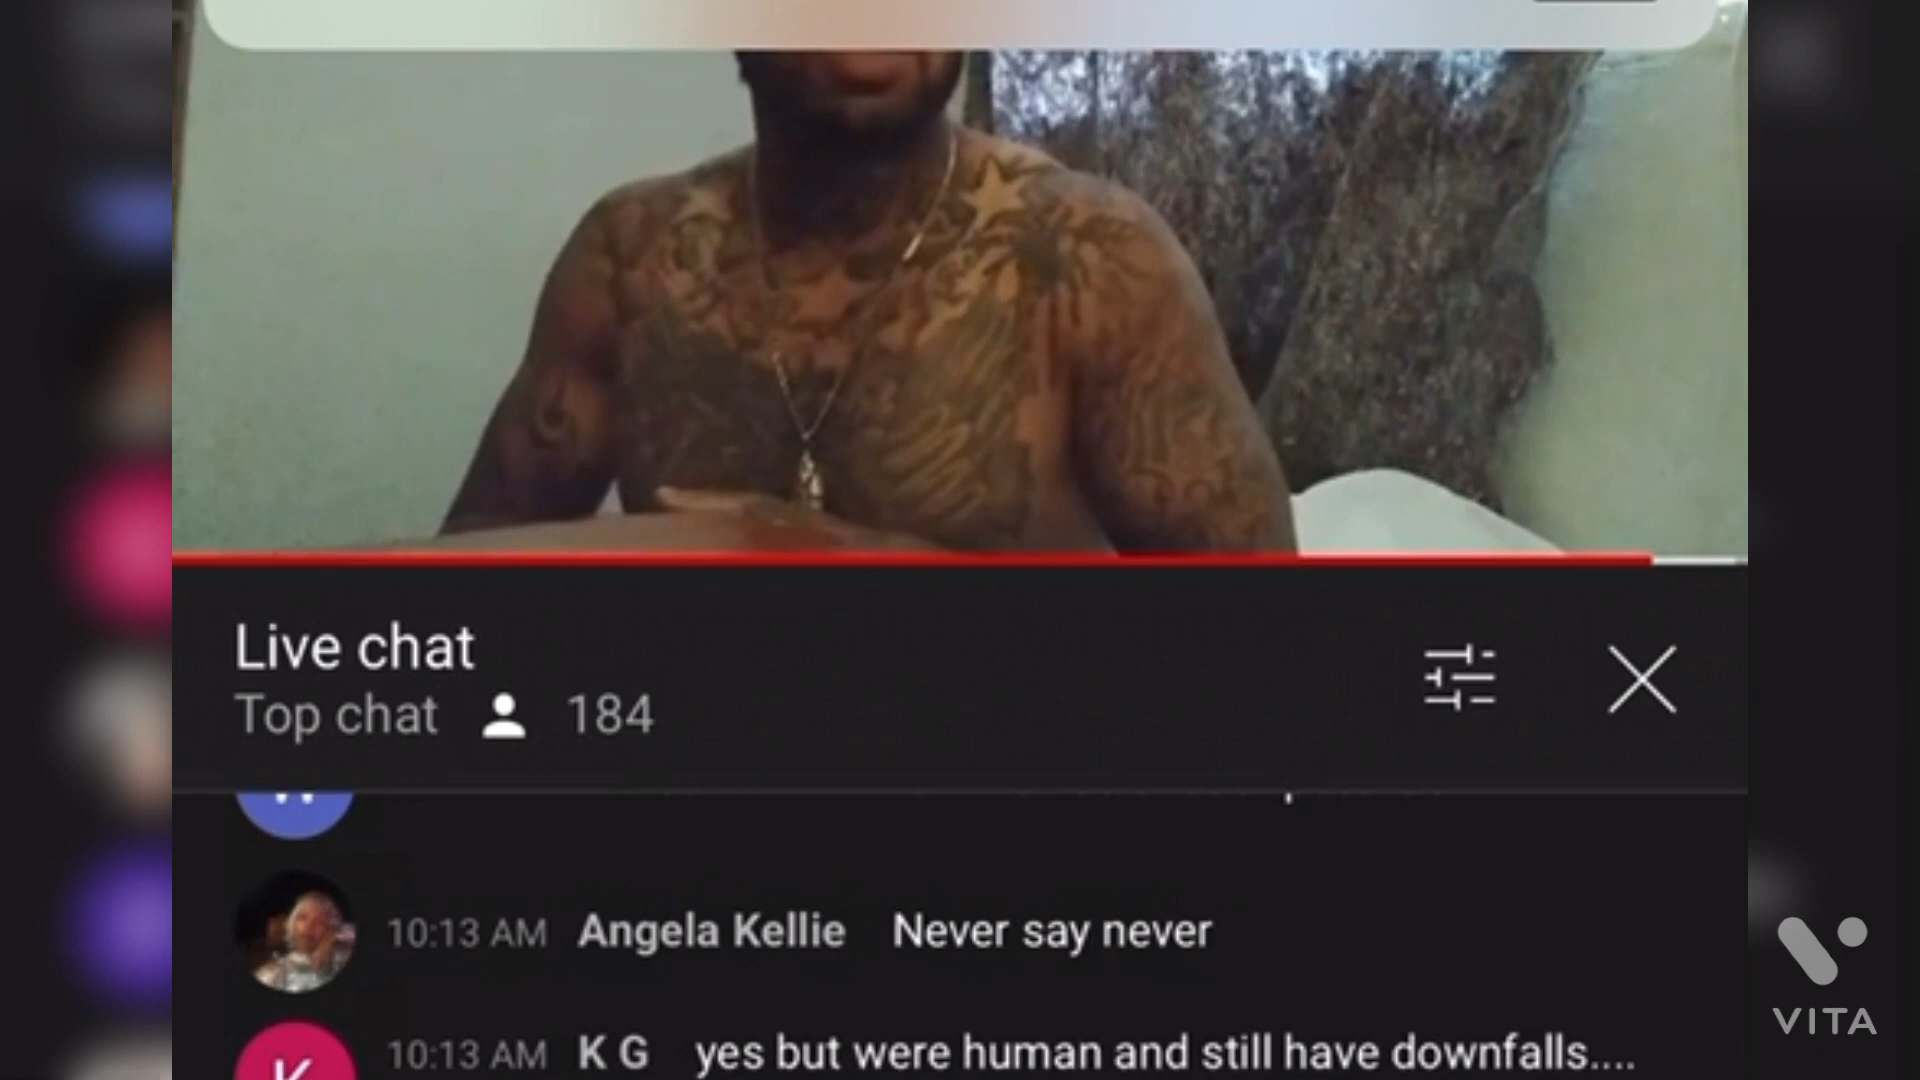 Live chat
Top chat 184
10:13 AM Angela Kellie Never say never
10:13 AM K G yes but were human and still have downfalls....
K
VITA